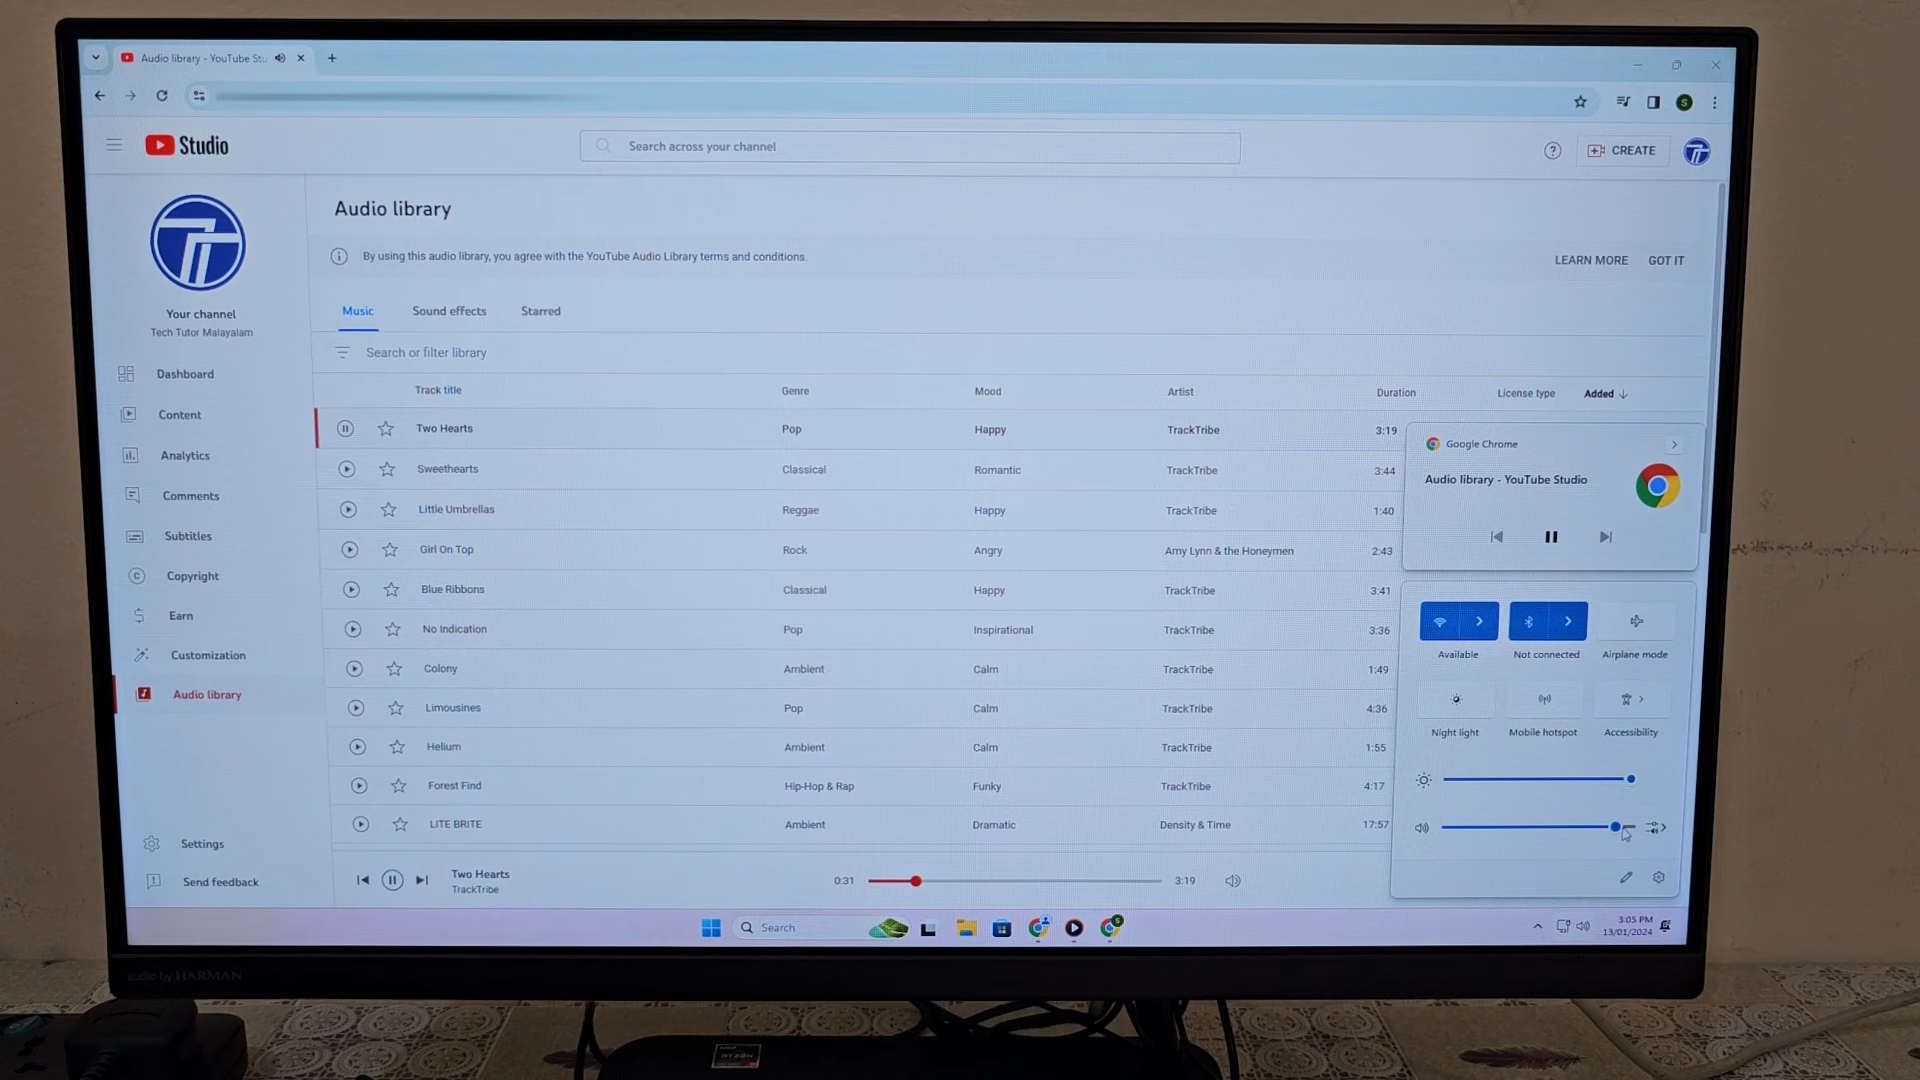 Audio library - YouTube Stu
Studio
Search across your channel
CREATE
Your channel
Tech Tutor Malayalam
Dashboard
Content
Analytics
Comments
Subtitles
Copyright
Earn
Customization
Audio library
Settings
Send feedback
Audio library
By using this audio library, you agree with the YouTube Audio Library terms and conditions.
LEARN MORE GOT IT
Music Sound effects Starred
Search or filter library
Track title Genre Mood Artist Duration License type Added
Two Hearts Pop Happy TrackTribe 3:19
Sweethearts Classical Romantic TrackTribe 3:44
Little Umbrellas Reggae Happy TrackTribe 1:40
Girl On Top Rock Angry Amy Lynn & the Honeymen 2:43
Blue Ribbons Classical Happy TrackTribe 3:41
No Indication Pop Inspirational TrackTribe 3:36
Colony Ambient Calm TrackTribe 1:49
Limousines Pop Calm TrackTribe 4:36
Helium Ambient Calm TrackTribe 1:55
Forest Find Hip-Hop & Rap Funky TrackTribe 4:17
LITE BRITE Ambient Dramatic Density & Time 17:57
Two Hearts
TrackTribe
0:31 3:19
Google Chrome
Audio library - YouTube Studio
Available Not connected Airplane mode
Night light Mobile hotspot Accessibility
Search
3:05 PM
13/01/2024
audio by HARMAN
RYZEN